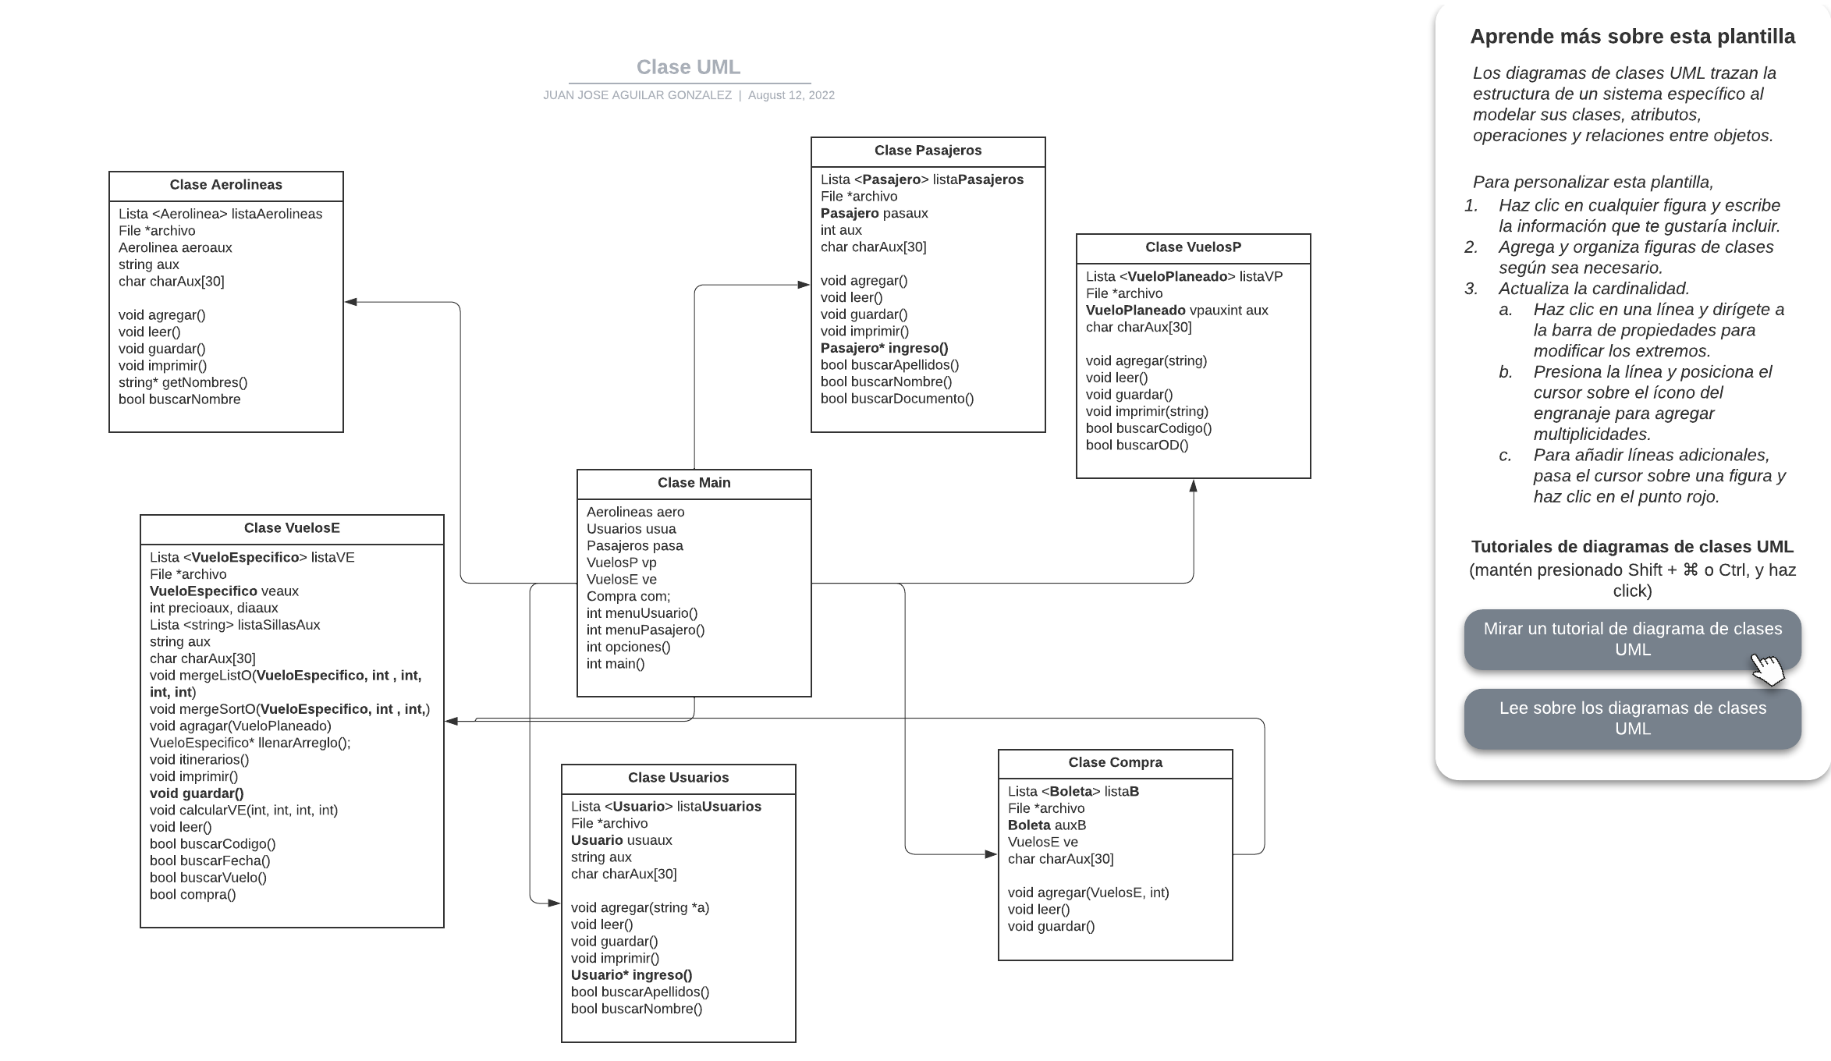 Clase UML
JUAN JOSE AGUILAR GONZALEZ | August 12, 2022
Clase Aerolineas
Lista <Aerolinea> listaAerolineas
File *archivo
Aerolinea aeroaux
string aux
char charAux[30]
void agregar()
void leer()
void guardar()
void imprimir()
string* getNombres()
bool buscarNombre
Clase Pasajeros
Lista <Pasajero> listaPasajeros
File *archivo
Pasajero pasaux
int aux
char charAux[30]
void agregar()
void leer()
void guardar()
void imprimir()
Pasajero* ingreso()
bool buscarApellidos()
bool buscarNombre()
bool buscarDocumento()
Clase VuelosP
Lista <VueloPlaneado> listaVP
File *archivo
VueloPlaneado vpauxint aux
char charAux[30]
void agregar(string)
void leer()
void guardar()
void imprimir(string)
bool buscarCodigo()
bool buscarOD()
Clase Main
Aerolineas aero
Usuarios usua
Pasajeros pasa
VuelosP vp
VuelosE ve
Compra com;
int menuUsuario()
int menuPasajero()
int opciones()
int main()
Clase VuelosE
Lista <VueloEspecifico> listaVE
File *archivo
VueloEspecifico veaux
int precioaux, diaaux
Lista <string> listaSillasAux
string aux
char charAux[30]
void mergeListO(VueloEspecifico, int , int,
int, int)
void mergeSortO(VueloEspecifico, int , int,)
void agragar(VueloPlaneado)
VueloEspecifico* llenarArreglo();
void itinerarios()
void imprimir()
void guardar()
void calcularVE(int, int, int, int)
void leer()
bool buscarCodigo()
bool buscarFecha()
bool buscarVuelo()
bool compra()
Clase Usuarios
Lista <Usuario> listaUsuarios
File *archivo
Usuario usuaux
string aux
char charAux[30]
void agregar(string *a)
void leer()
void guardar()
void imprimir()
Usuario* ingreso()
bool buscarApellidos()
bool buscarNombre()
Clase Compra
Lista <Boleta> listaB
File *archivo
Boleta auxB
VuelosE ve
char charAux[30]
void agregar(VuelosE, int)
void leer()
void guardar()
Aprende más sobre esta plantilla
Los diagramas de clases UML trazan la
estructura de un sistema específico al
modelar sus clases, atributos,
operaciones y relaciones entre objetos.
Para personalizar esta plantilla,
1. Haz clic en cualquier figura y escribe
la información que te gustaría incluir.
2. Agrega y organiza figuras de clases
según sea necesario.
3. Actualiza la cardinalidad.
a. Haz clic en una línea y dirígete a
la barra de propiedades para
modificar los extremos.
b. Presiona la línea y posiciona el
cursor sobre el ícono del
engranaje para agregar
multiplicidades.
c. Para añadir líneas adicionales,
pasa el cursor sobre una figura y
haz clic en el punto rojo.
Tutoriales de diagramas de clases UML
(mantén presionado Shift + ⌘ o Ctrl, y haz
click)
Mirar un tutorial de diagrama de clases
UML
Lee sobre los diagramas de clases
UML